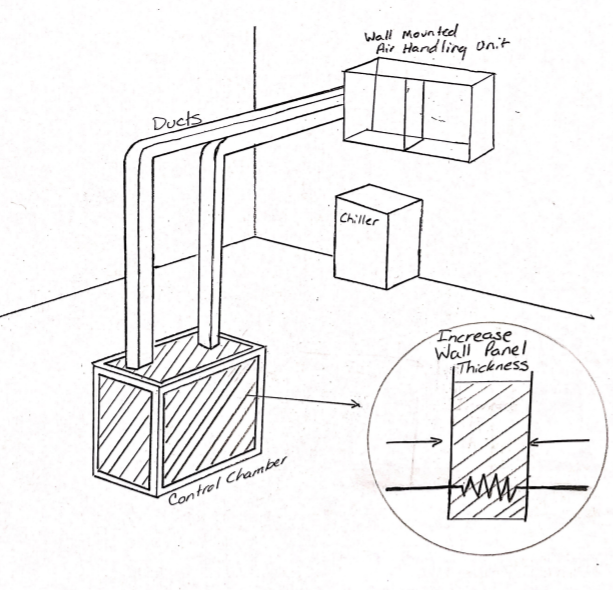 Wall Mounted
Air Handling Unit
Ducts
Chiller
Increase
Wall Panel
Thickness
Control Chamber